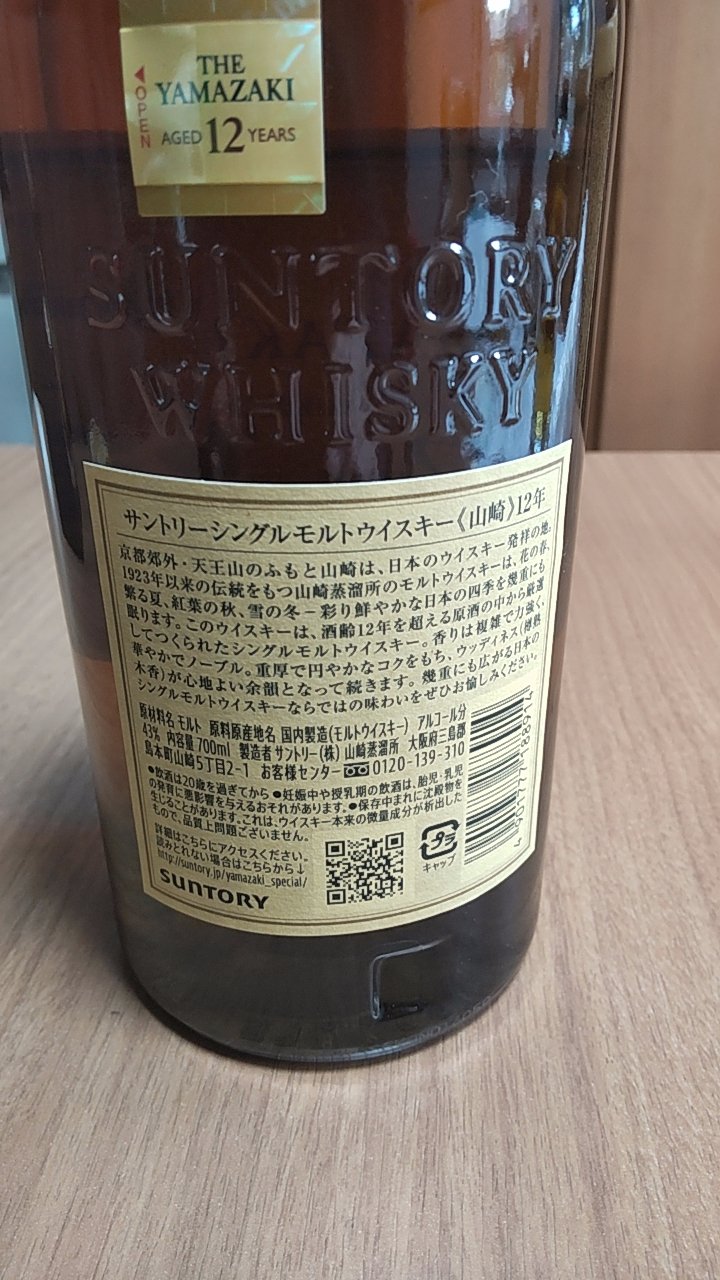 THE
YAMAZAKI
AGED 12 YEARS
OPEN
SUNTORY
WHISKY
サントリーシングルモルトウイスキー《山崎》12年
京都郊外・天王山のふもと山崎は、日本のウイスキー発祥の地。
1923年以来の伝統をもつ山崎蒸溜所のモルトウイスキーは、花の春、
繁る夏、紅葉の秋、雪の冬−彩り鮮やかな日本の四季を幾重にも
眠ります。このウイスキーは、酒齢12年を超える原酒の中から厳選
してつくられたシングルモルトウイスキー。香りは複雑で力強く、
華やかでノーブル。重厚で円やかなコクをもち、ウッディネス(樽熟
木香)が心地よい余韻となって続きます。幾重にも広がる日本の
シングルモルトウイスキーならではの味わいをぜひお愉しみください。
原材料名 モルト 原料原産地名 国内製造(モルトウイスキー) アルコール分
43% 内容量 700ml 製造者 サントリー(株) 山崎蒸溜所 大阪府三島郡
島本町山崎5丁目2-1 お客様センター 0120-139-310
●飲酒は20歳を過ぎてから ●妊娠中や授乳期の飲酒は、胎児・乳児
の発育に悪影響を与えるおそれがあります。●保存中まれに沈殿物を
生じることがあります。これは、ウイスキー本来の微量成分が析出した
もので、品質上問題ございません。
詳細はこちらにアクセスください。
読みとれない場合はこちらから↓
http://suntory.jp/yamazaki_special/
SUNTORY
プラ
キャップ
4 901777 188914